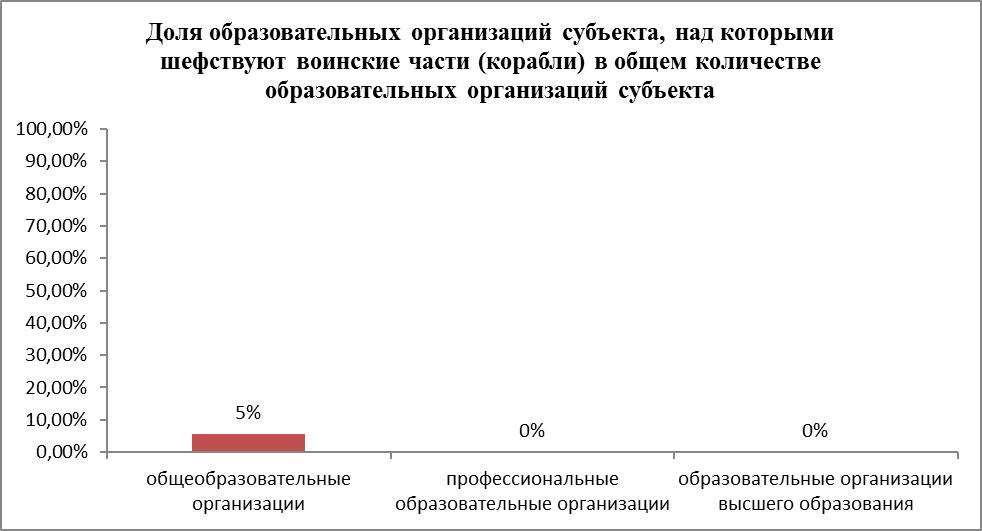 Доля образовательных организаций субъекта, над которыми
шефствуют воинские части (корабли) в общем количестве
образовательных организаций субъекта
100,00%
90,00%
80,00%
70,00%
60,00%
50,00%
40,00%
30,00%
20,00%
10,00%
0,00%
5%
0%
0%
общеобразовательные
организации
профессиональные
образовательные организации
образовательные организации
высшего образования